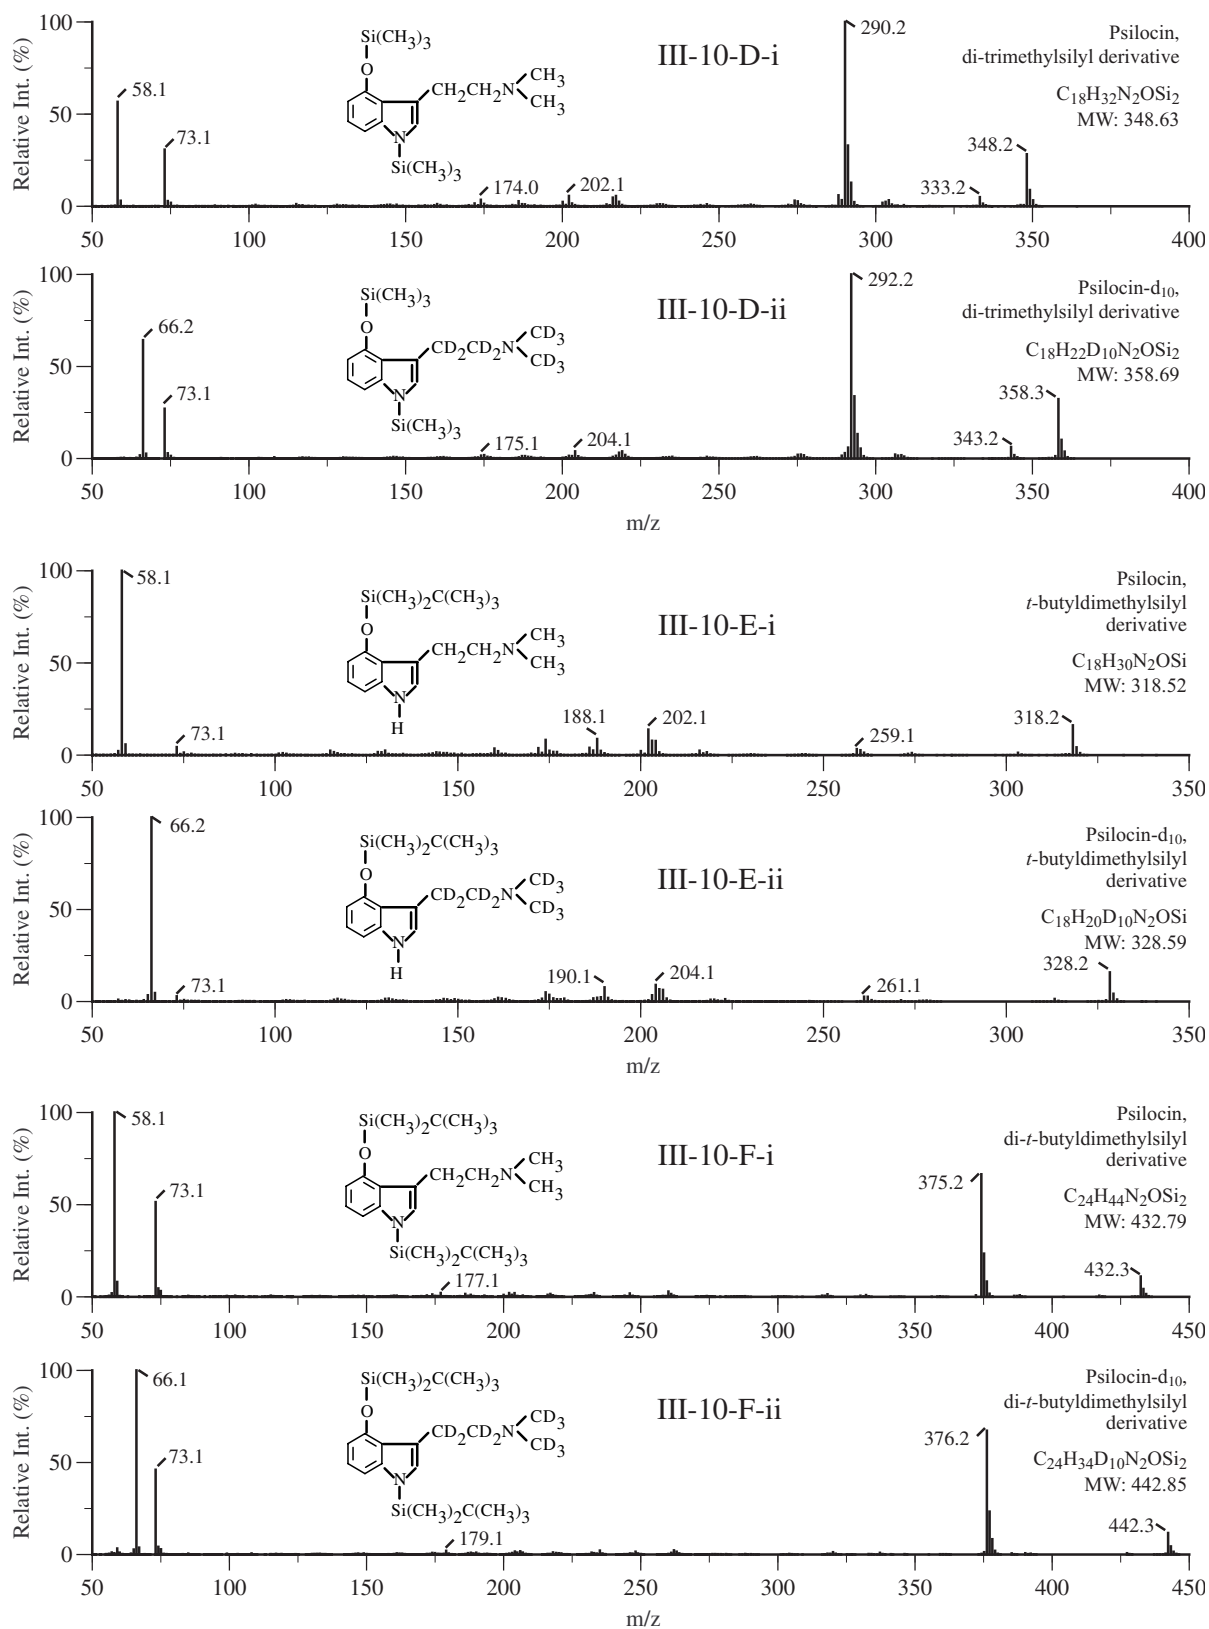 Relative Int. (%)
100
50
0
58.1
73.1
174.0
202.1
290.2
333.2
348.2
Si(CH3)3
O
CH2CH2N
CH3
CH3
N
Si(CH3)3
III-10-D-i
Psilocin,
di-trimethylsilyl derivative
C18H32N2OSi2
MW: 348.63
50 100 150 200 250 300 350 400
Relative Int. (%)
100
50
0
66.2
73.1
175.1
204.1
292.2
343.2
358.3
Si(CH3)3
O
CD2CD2N
CD3
CD3
N
Si(CH3)3
III-10-D-ii
Psilocin-d10,
di-trimethylsilyl derivative
C18H22D10N2OSi2
MW: 358.69
50 100 150 200 250 300 350 400
m/z
Relative Int. (%)
100
50
0
58.1
73.1
188.1
202.1
259.1
318.2
Si(CH3)2C(CH3)3
O
CH2CH2N
CH3
CH3
N
H
III-10-E-i
Psilocin,
t-butyldimethylsilyl
derivative
C18H30N2OSi
MW: 318.52
50 100 150 200 250 300 350
Relative Int. (%)
100
50
0
66.2
73.1
190.1
204.1
261.1
328.2
Si(CH3)2C(CH3)3
O
CD2CD2N
CD3
CD3
N
H
III-10-E-ii
Psilocin-d10,
t-butyldimethylsilyl
derivative
C18H20D10N2OSi
MW: 328.59
50 100 150 200 250 300 350
m/z
Relative Int. (%)
100
50
0
58.1
73.1
177.1
375.2
432.3
Si(CH3)2C(CH3)3
O
CH2CH2N
CH3
CH3
N
Si(CH3)2C(CH3)3
III-10-F-i
Psilocin,
di-t-butyldimethylsilyl
derivative
C24H44N2OSi2
MW: 432.79
50 100 150 200 250 300 350 400 450
Relative Int. (%)
100
50
0
66.1
73.1
179.1
376.2
442.3
Si(CH3)2C(CH3)3
O
CD2CD2N
CD3
CD3
N
Si(CH3)2C(CH3)3
III-10-F-ii
Psilocin-d10,
di-t-butyldimethylsilyl
derivative
C24H34D10N2OSi2
MW: 442.85
50 100 150 200 250 300 350 400 450
m/z